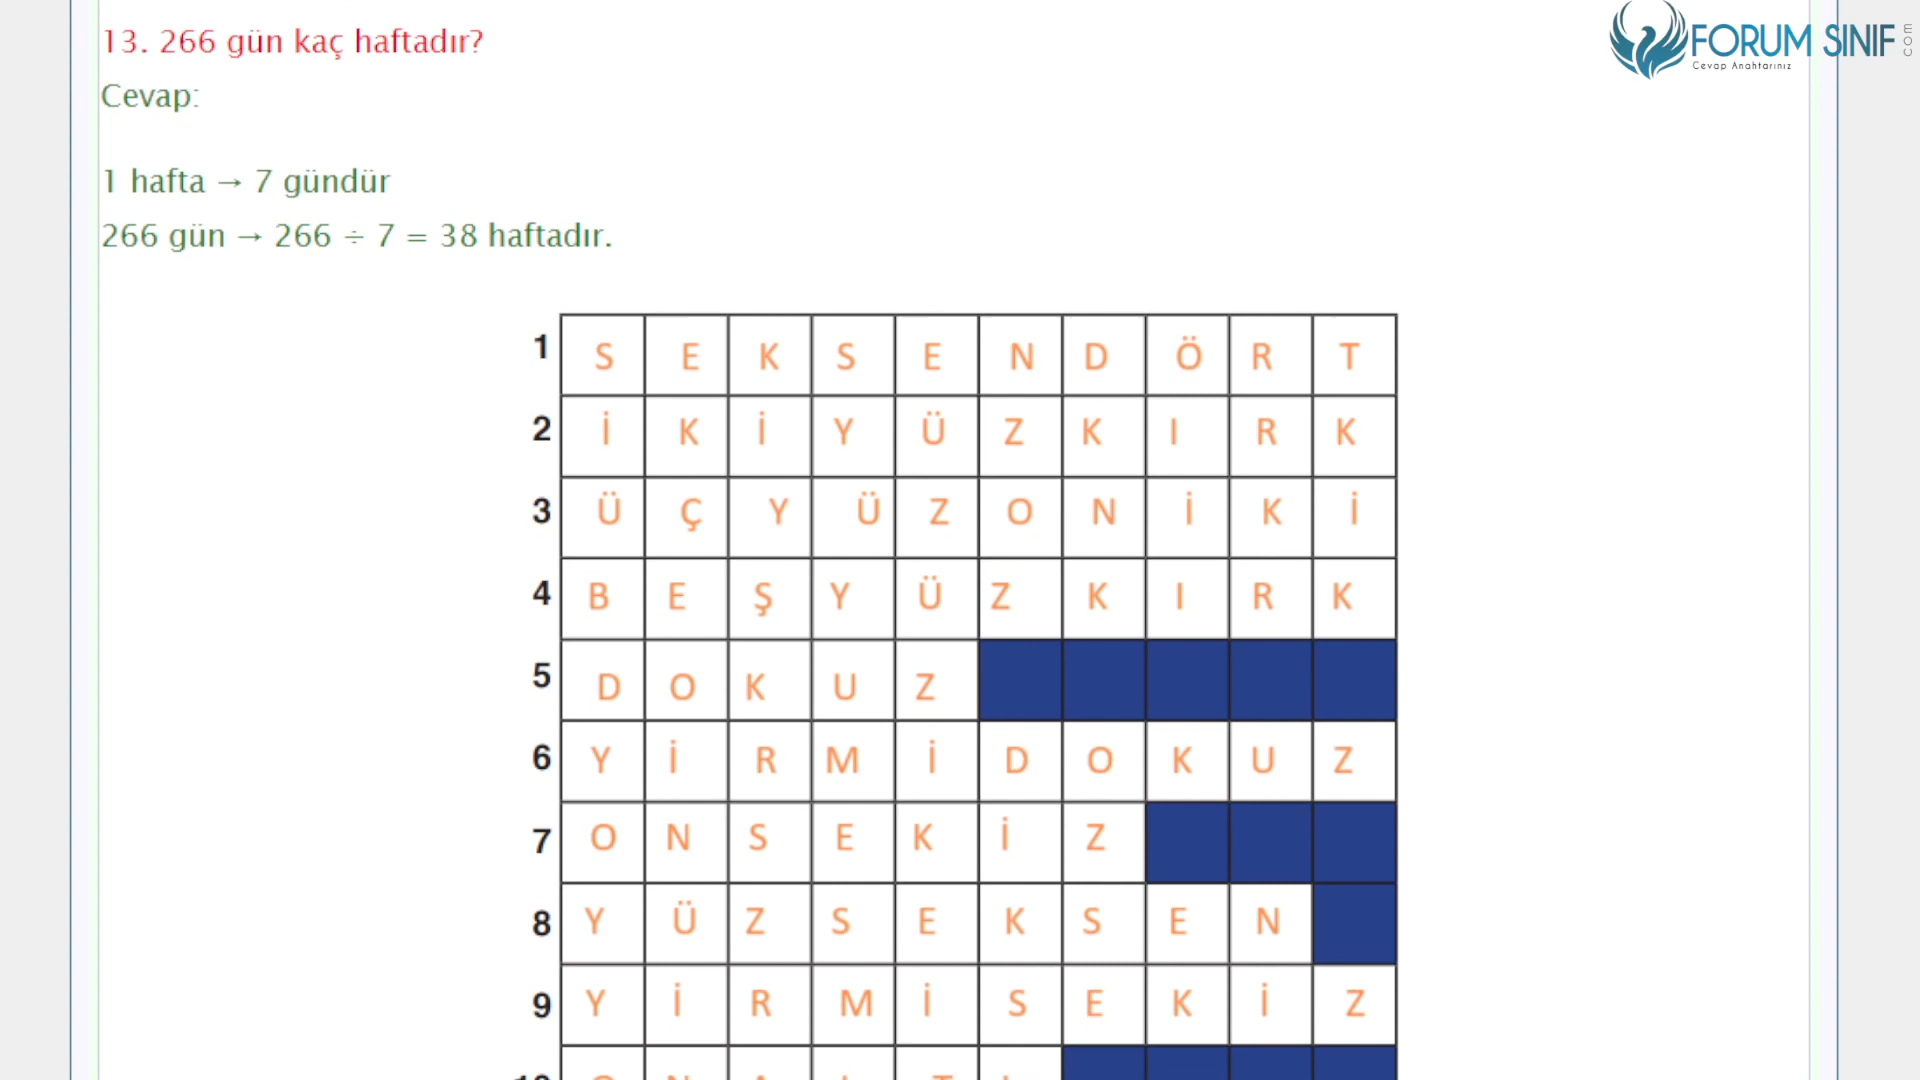 FORUM SINIF
com
Cevap Anahtarınız
13. 266 gün kaç haftadır?
Cevap:
1 hafta → 7 gündür
266 gün → 266 ÷ 7 = 38 haftadır.
1 S E K S E N D Ö R T
2 İ K İ Y Ü Z K I R K
3 Ü Ç Y Ü Z O N İ K İ
4 B E Ş Y Ü Z K I R K
5 D O K U Z
6 Y İ R M İ D O K U Z
7 O N S E K İ Z
8 Y Ü Z S E K S E N
9 Y İ R M İ S E K İ Z